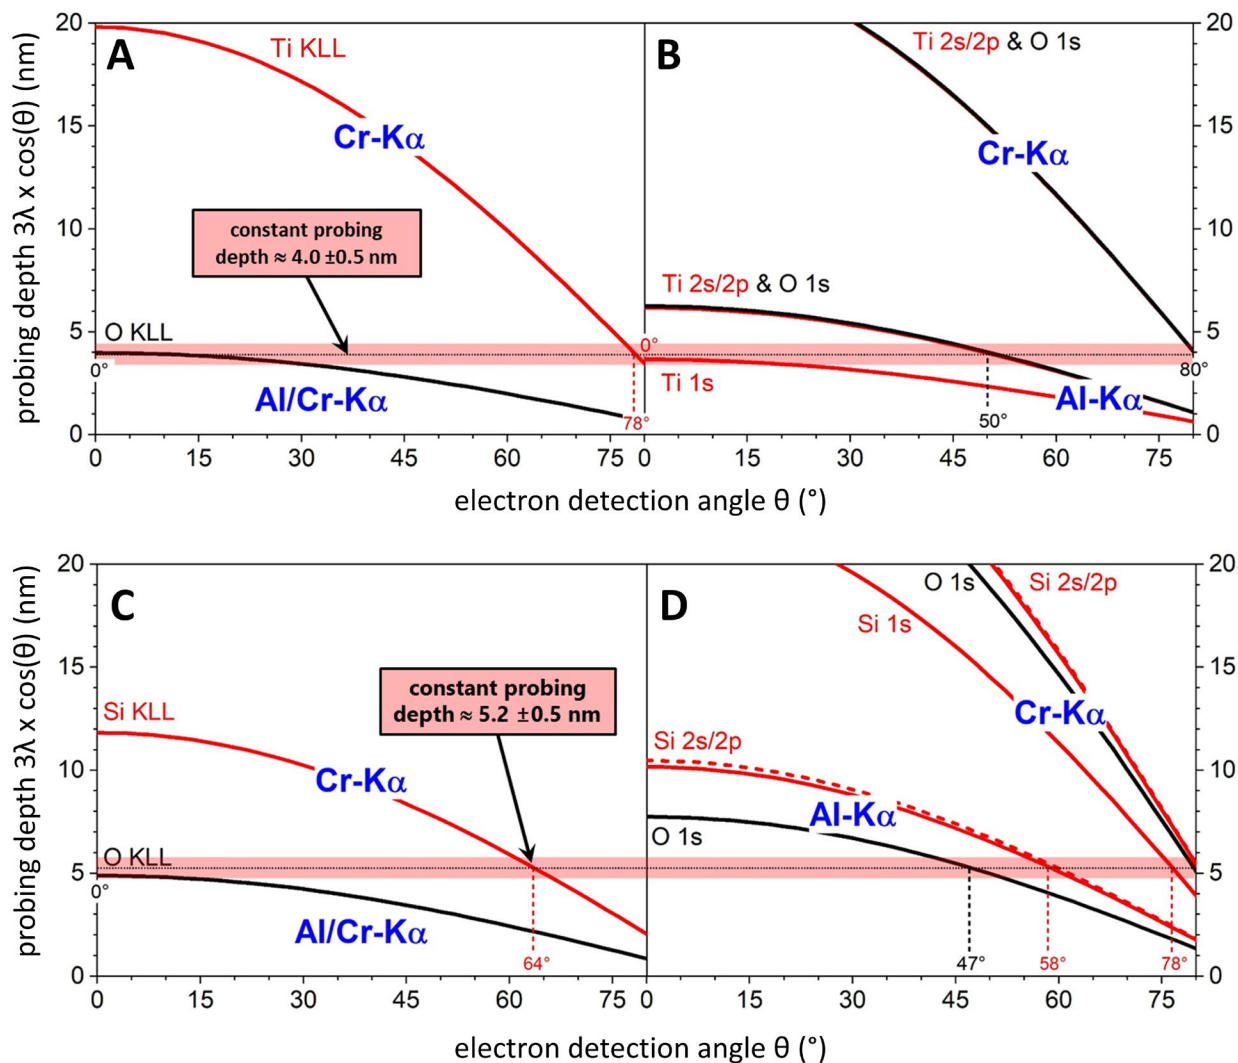 probing depth 3λ x cos(θ) (nm)
A
B
20
15
10
5
0
Ti KLL
Cr-Kα
constant probing
depth ≈ 4.0 ±0.5 nm
O KLL
0°
Al/Cr-Kα
78°
Ti 2s/2p & O 1s
Cr-Kα
Ti 2s/2p & O 1s
0°
Ti 1s
Al-Kα
50°
80°
20
15
10
5
0
0 15 30 45 60 75 0 15 30 45 60 75
electron detection angle θ (°)
probing depth 3λ x cos(θ) (nm)
C
D
20
15
10
5
0
Si KLL
Cr-Kα
constant probing
depth ≈ 5.2 ±0.5 nm
O KLL
0°
Al/Cr-Kα
64°
O 1s
Si 2s/2p
Si 1s
Cr-Kα
Si 2s/2p
Al-Kα
O 1s
47°
58°
78°
20
15
10
5
0
0 15 30 45 60 75 0 15 30 45 60 75
electron detection angle θ (°)